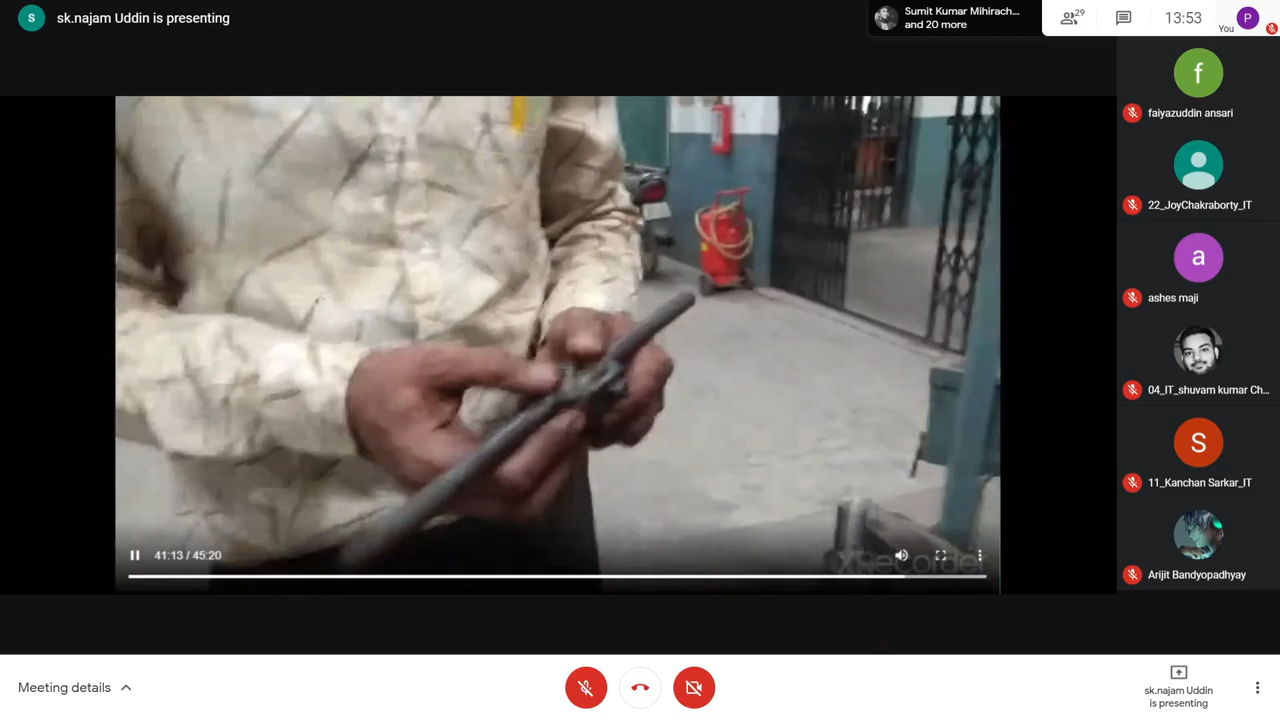 S
sk.najam Uddin is presenting
Sumit Kumar Mihirach...
and 20 more
29
13:53
You
P
f
faiyazuddin ansari
22_JoyChakraborty_IT
a
ashes maji
04_IT_shuvam kumar Ch...
S
11_Kanchan Sarkar_IT
Arijit Bandyopadhyay
41:13 / 45:20
XRecorder
Meeting details
sk.najam Uddin
is presenting